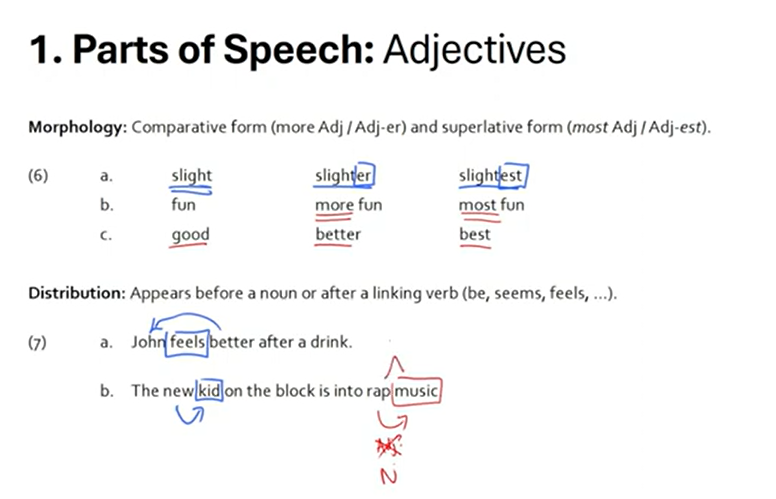 1. Parts of Speech: Adjectives
Morphology: Comparative form (more Adj / Adj-er) and superlative form (most Adj / Adj-est).
(6) a. slight slighter slightest
b. fun more fun most fun
c. good better best
Distribution: Appears before a noun or after a linking verb (be, seems, feels, ...).
(7) a. John feels better after a drink.
b. The new kid on the block is into rap music
N